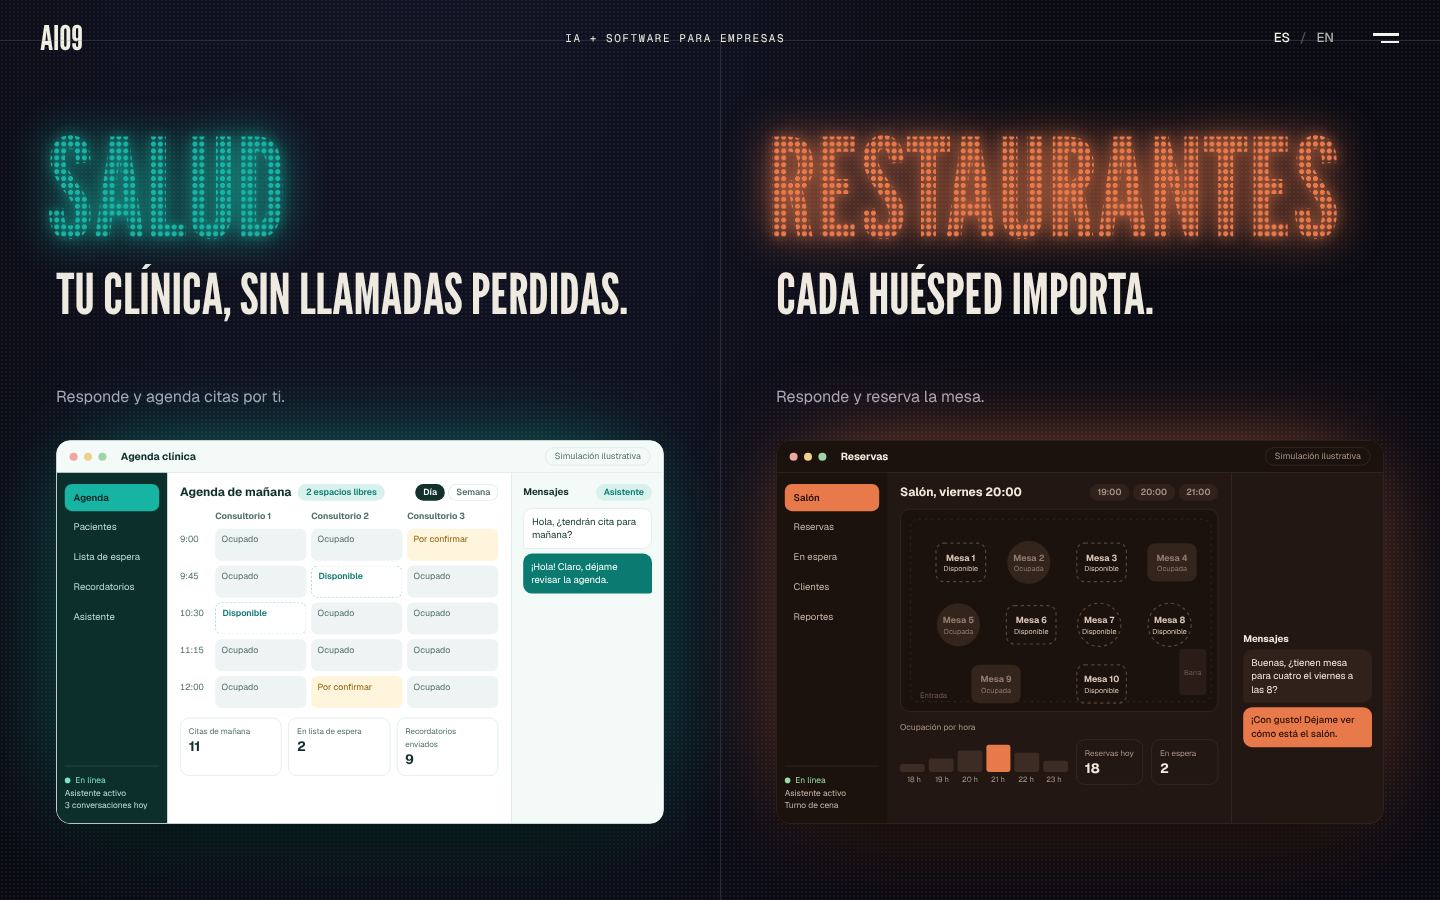 AI09
IA + SOFTWARE PARA EMPRESAS
ES / EN
SALUD
TU CLÍNICA, SIN LLAMADAS PERDIDAS.
Responde y agenda citas por ti.
Agenda clínica
Simulación ilustrativa
Agenda
Pacientes
Lista de espera
Recordatorios
Asistente
En línea
Asistente activo
3 conversaciones hoy
Agenda de mañana
2 espacios libres
Día
Semana
Consultorio 1
Consultorio 2
Consultorio 3
9:00
Ocupado
Ocupado
Por confirmar
9:45
Ocupado
Disponible
Ocupado
10:30
Disponible
Ocupado
Ocupado
11:15
Ocupado
Ocupado
Ocupado
12:00
Ocupado
Por confirmar
Ocupado
Citas de mañana
11
En lista de espera
2
Recordatorios
enviados
9
Mensajes
Asistente
Hola, ¿tendrán cita para
mañana?
¡Hola! Claro, déjame
revisar la agenda.
RESTAURANTES
CADA HUÉSPED IMPORTA.
Responde y reserva la mesa.
Reservas
Simulación ilustrativa
Salón
Reservas
En espera
Clientes
Reportes
En línea
Asistente activo
Turno de cena
Salón, viernes 20:00
19:00
20:00
21:00
Mesa 1
Disponible
Mesa 2
Ocupada
Mesa 3
Disponible
Mesa 4
Ocupada
Mesa 5
Ocupada
Mesa 6
Disponible
Mesa 7
Disponible
Mesa 8
Disponible
Mesa 9
Ocupada
Mesa 10
Disponible
Barra
Entrada
Ocupación por hora
18 h
19 h
20 h
21 h
22 h
23 h
Reservas hoy
18
En espera
2
Mensajes
Buenas, ¿tienen mesa
para cuatro el viernes a
las 8?
¡Con gusto! Déjame ver
cómo está el salón.